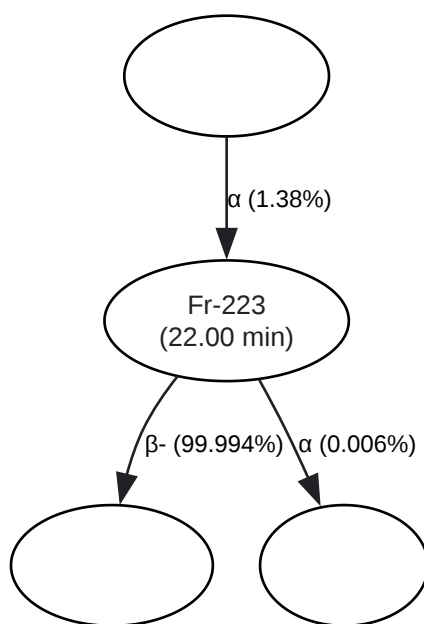 α (1.38%)
Fr-223
(22.00 min)
β- (99.994%)
α (0.006%)